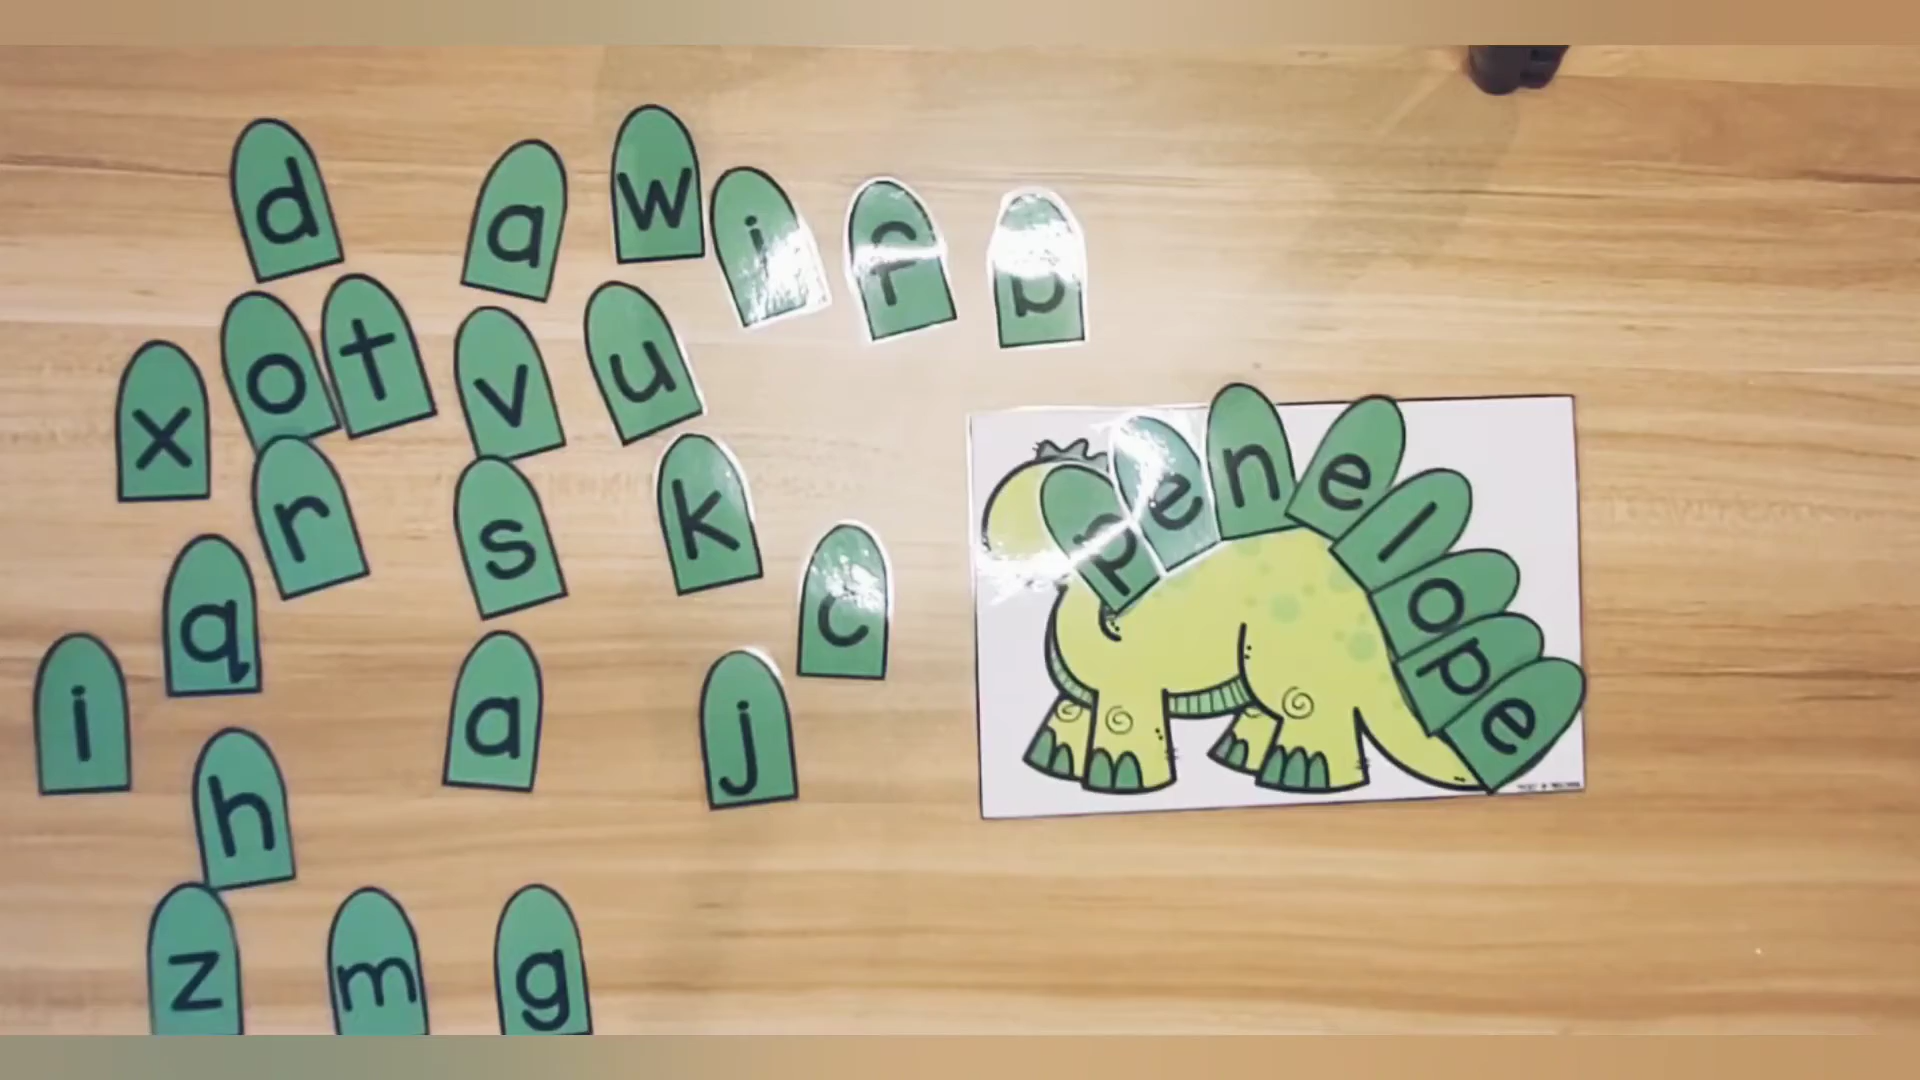 d a w i f b
x o t v u
r s k
q c
i a j
h
z m g
penelope